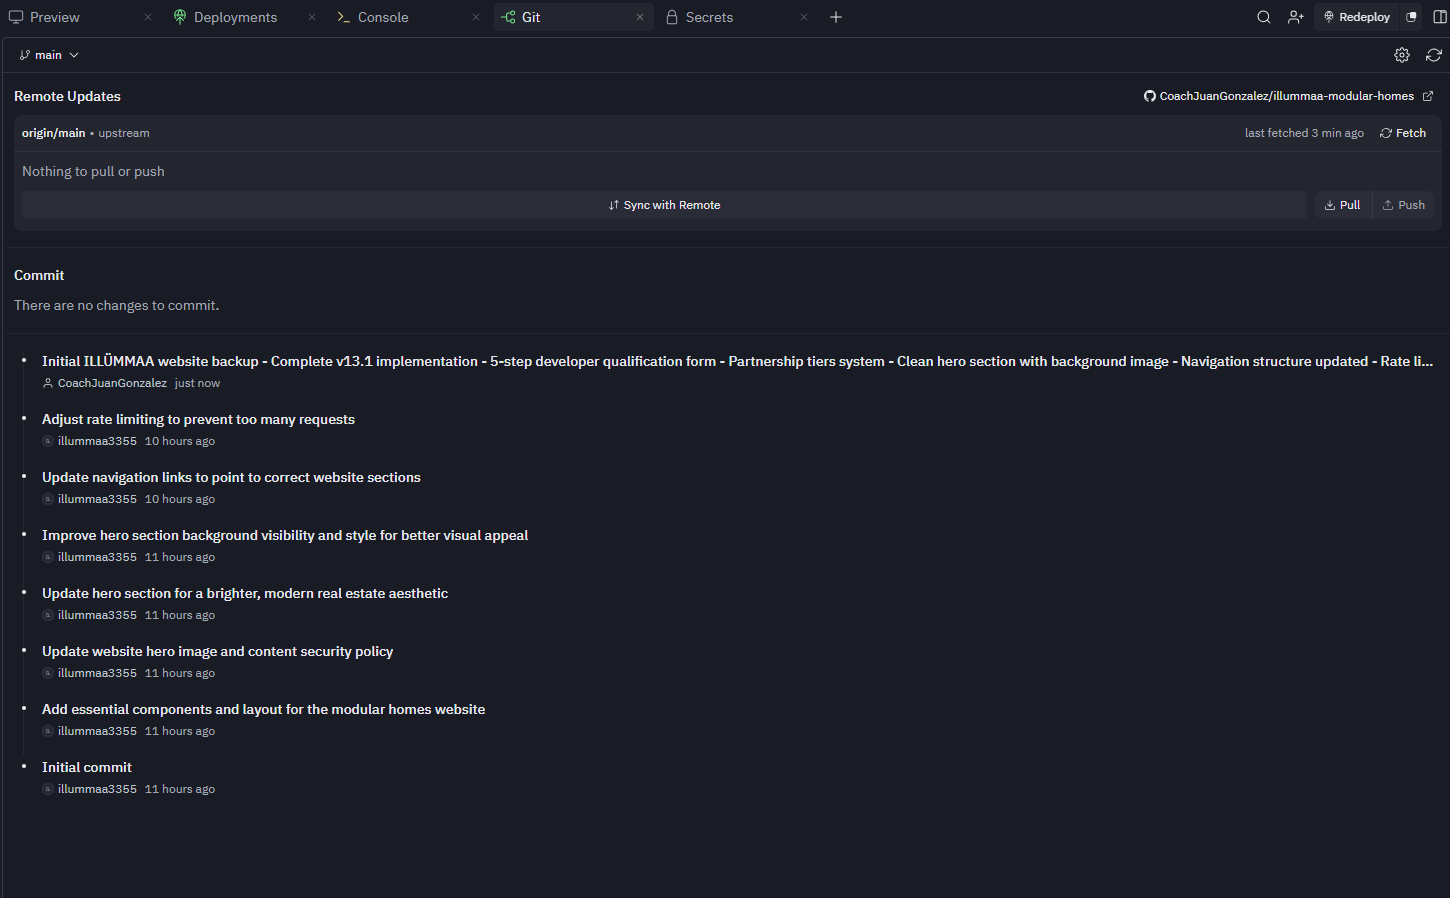 Preview
Deployments
Console
Git
Secrets
Redeploy
main
Remote Updates
CoachJuanGonzalez/illummaa-modular-homes
origin/main • upstream
last fetched 3 min ago
Fetch
Nothing to pull or push
Sync with Remote
Pull
Push
Commit
There are no changes to commit.
Initial ILLÜMMAA website backup - Complete v13.1 implementation - 5-step developer qualification form - Partnership tiers system - Clean hero section with background image - Navigation structure updated - Rate li...
CoachJuanGonzalez just now
Adjust rate limiting to prevent too many requests
illummaa3355 10 hours ago
Update navigation links to point to correct website sections
illummaa3355 10 hours ago
Improve hero section background visibility and style for better visual appeal
illummaa3355 11 hours ago
Update hero section for a brighter, modern real estate aesthetic
illummaa3355 11 hours ago
Update website hero image and content security policy
illummaa3355 11 hours ago
Add essential components and layout for the modular homes website
illummaa3355 11 hours ago
Initial commit
illummaa3355 11 hours ago